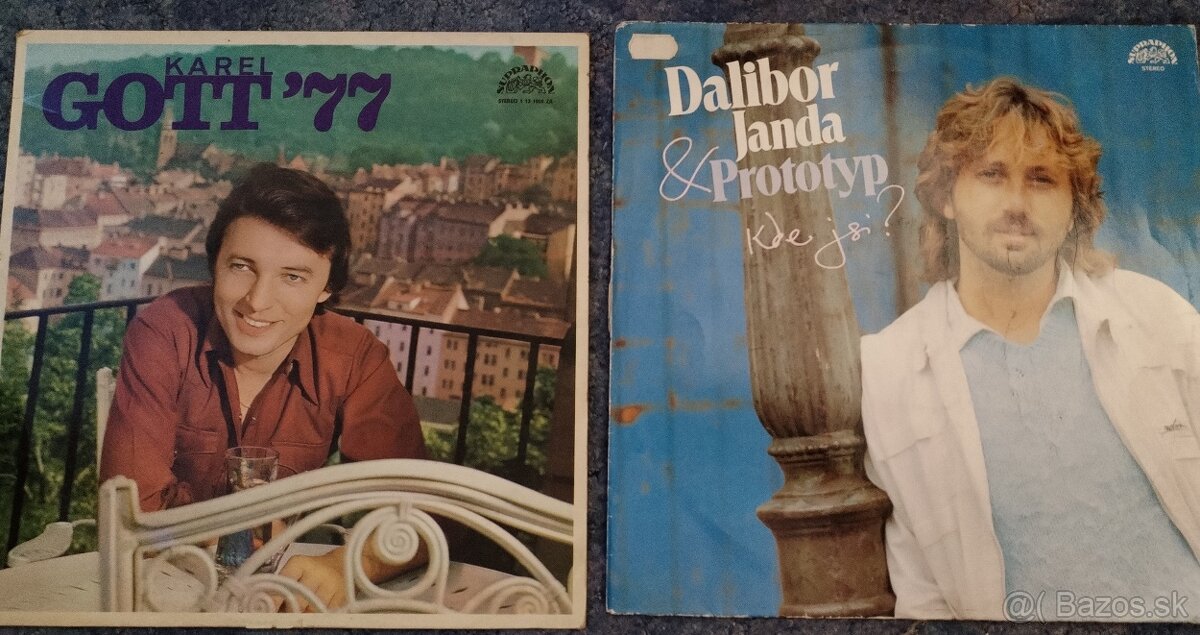 KAREL
GOTT '77
SUPRAPHON
Dalibor
Janda
& Prototyp
Kde jsi?
SUPRAPHON
STEREO
@( Bazos.sk